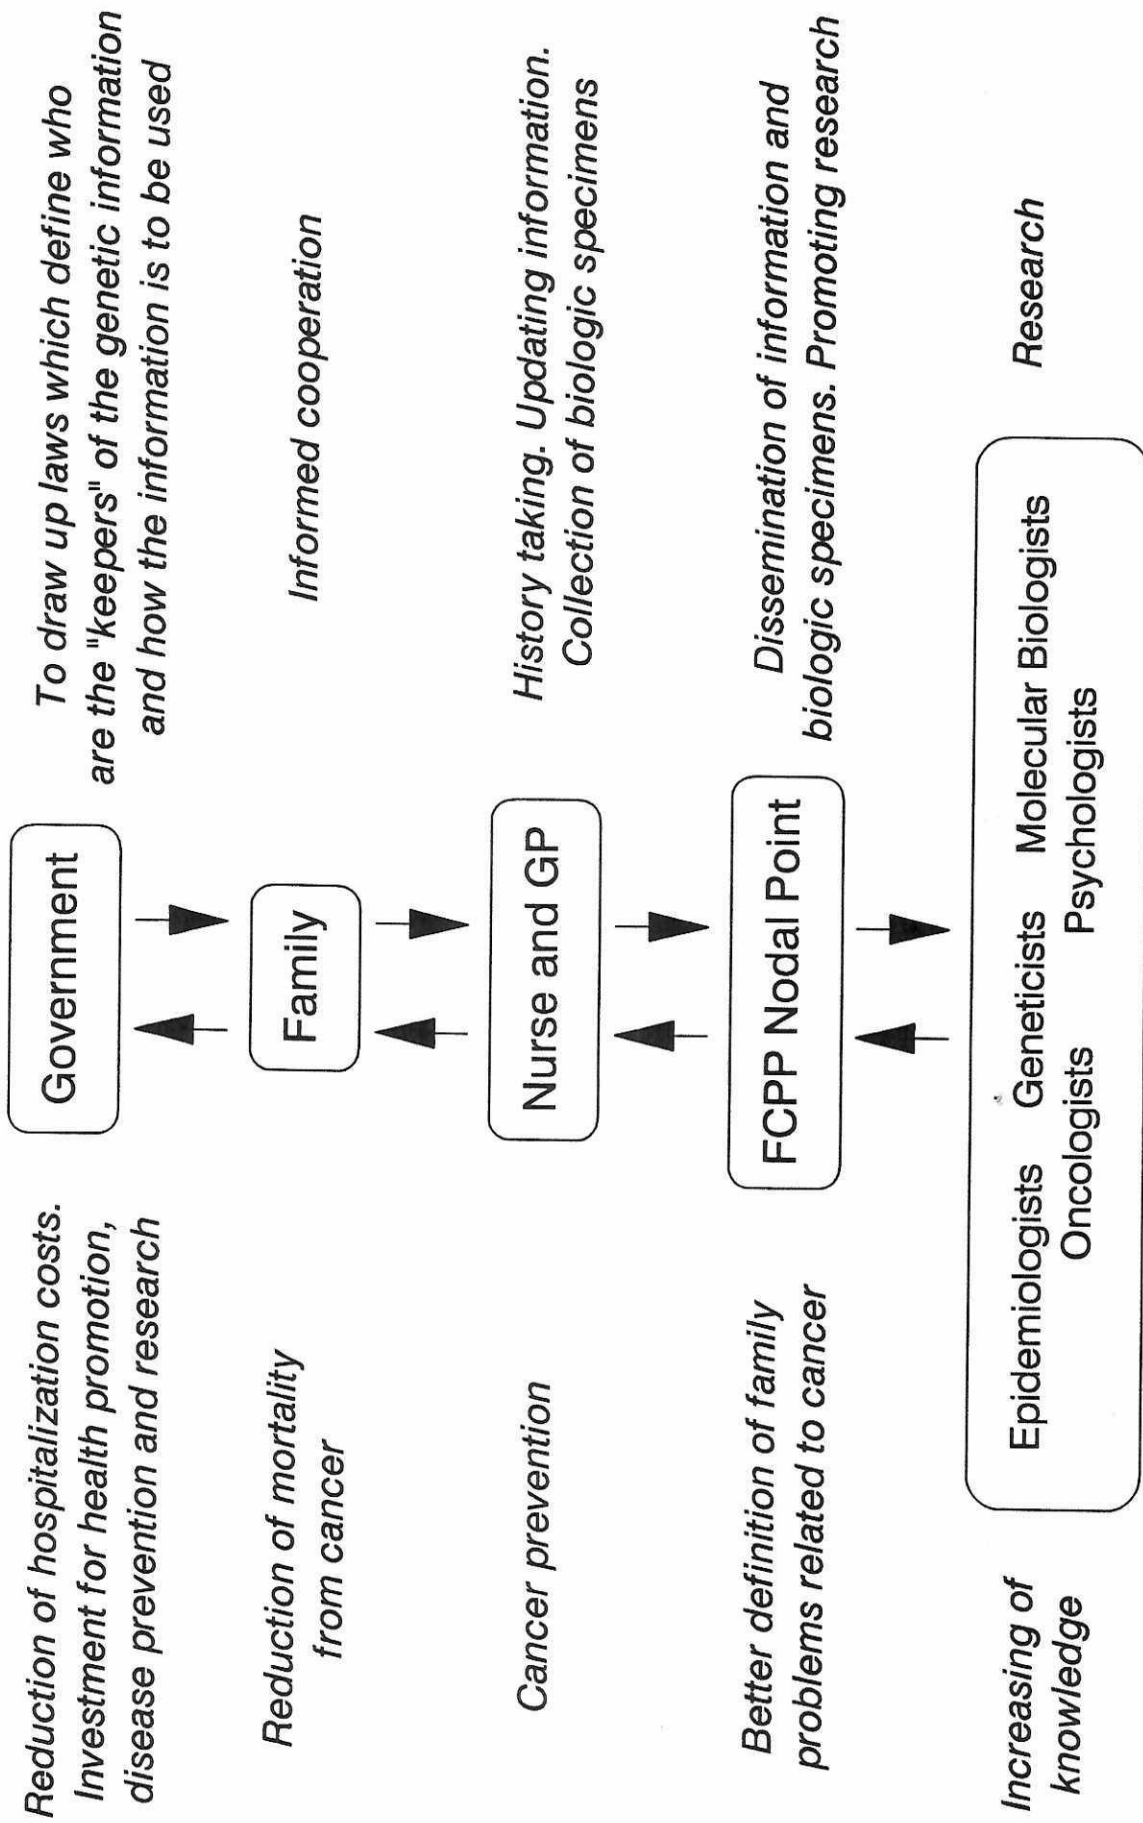 Reduction of hospitalization costs.
Investment for health promotion,
disease prevention and research
Government
To draw up laws which define who
are the "keepers" of the genetic information
and how the information is to be used
Reduction of mortality
from cancer
Family
Informed cooperation
Cancer prevention
Nurse and GP
History taking. Updating information.
Collection of biologic specimens
Better definition of family
problems related to cancer
FCPP Nodal Point
Dissemination of information and
biologic specimens. Promoting research
Increasing of
knowledge
Epidemiologists Geneticists Molecular Biologists
Oncologists Psychologists
Research